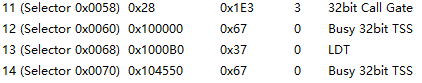 11 (Selector 0x0058) 0x28 0x1E3 3 32bit Call Gate
12 (Selector 0x0060) 0x100000 0x67 0 Busy 32bit TSS
13 (Selector 0x0068) 0x1000B0 0x37 0 LDT
14 (Selector 0x0070) 0x104550 0x67 0 Busy 32bit TSS